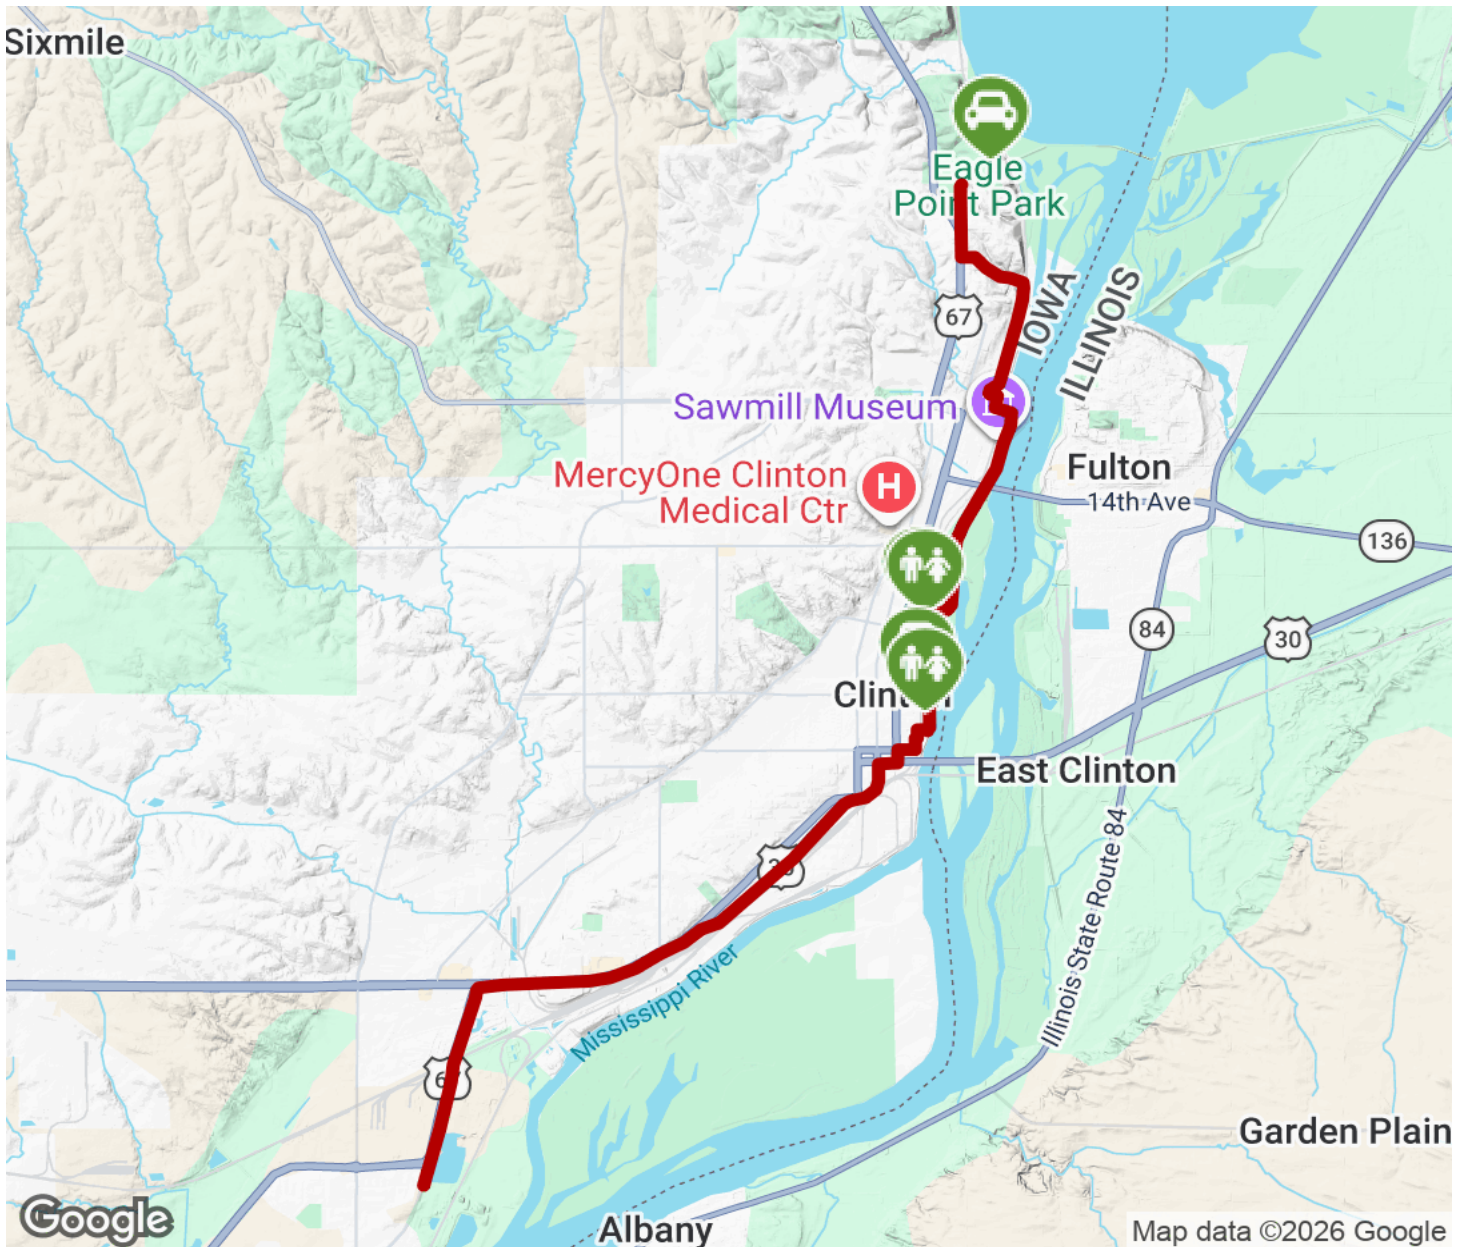 Sixmile
Eagle
Point Park
67
IOWA
ILLINOIS
Sawmill Museum
MercyOne Clinton
Medical Ctr
H
Fulton
14th Ave
136
84
30
Clinton
East Clinton
Illinois State Route 84
Mississippi River
Garden Plain
Albany
Google
Map data ©2026 Google